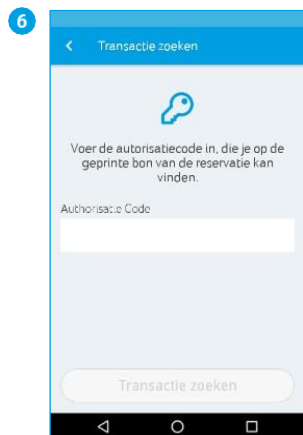 6
Transactie zoeken
Voer de autorisatiecode in, die je op de
geprinte bon van de reservatie kan
vinden.
Authorisatie Code
Transactie zoeken